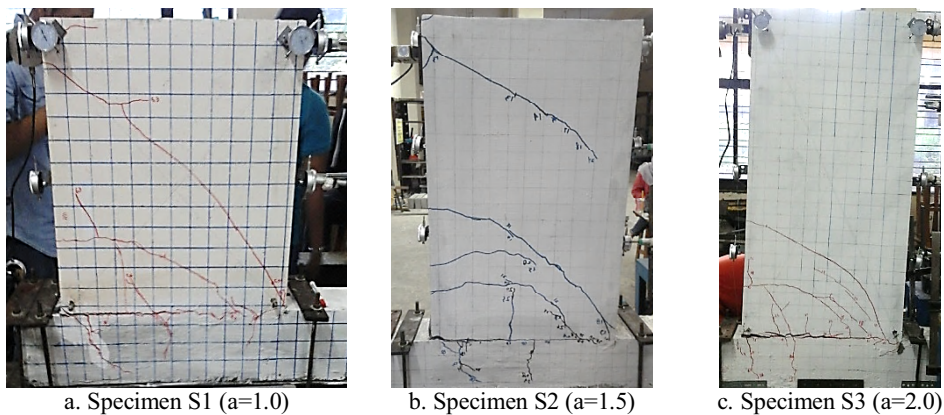 a. Specimen S1 (a=1.0)
b. Specimen S2 (a=1.5)
c. Specimen S3 (a=2.0)